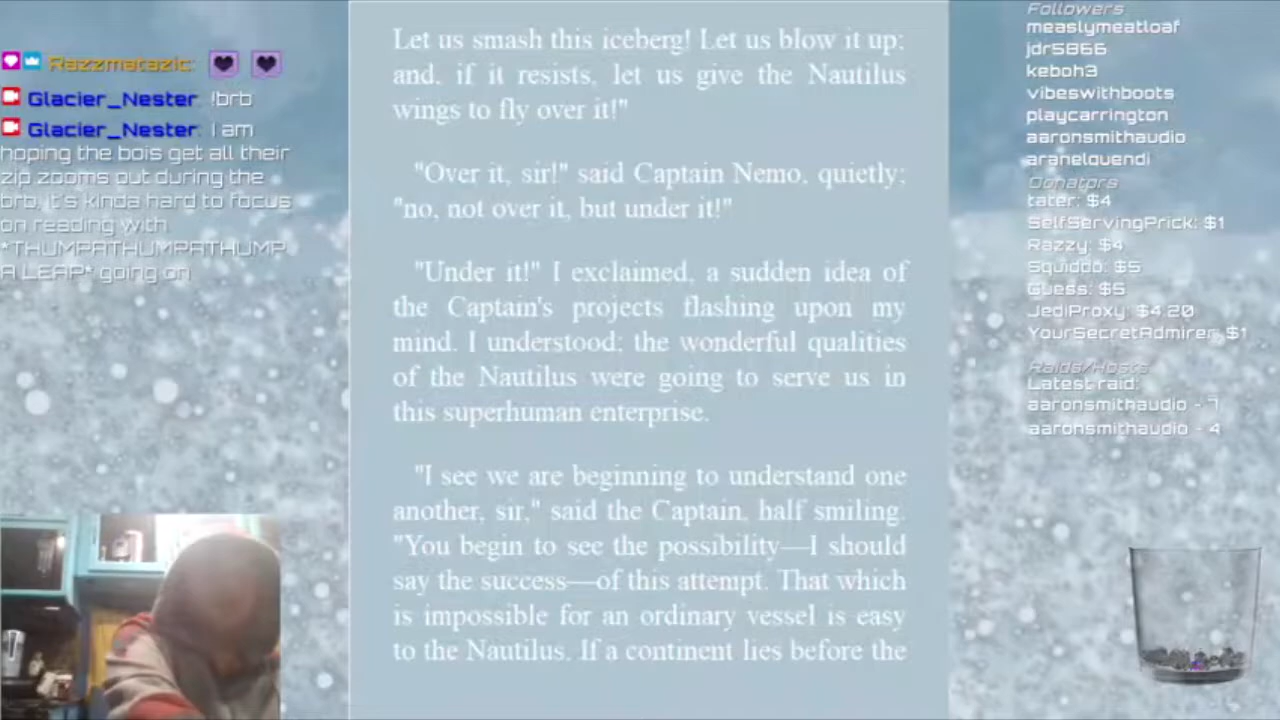 Razzmatazic:
Glacier_Nester: !brb
Glacier_Nester: I am
hoping the bois get all their
zip zooms out during the
brb, it's kinda hard to focus
on reading with
*THUMPATHUMPATHUMP
A LEAP* going on
Let us smash this iceberg! Let us blow it up;
and, if it resists, let us give the Nautilus
wings to fly over it!"
"Over it, sir!" said Captain Nemo, quietly;
"no, not over it, but under it!"
"Under it!" I exclaimed, a sudden idea of
the Captain's projects flashing upon my
mind. I understood; the wonderful qualities
of the Nautilus were going to serve us in
this superhuman enterprise.
"I see we are beginning to understand one
another, sir," said the Captain, half smiling.
"You begin to see the possibility—I should
say the success—of this attempt. That which
is impossible for an ordinary vessel is easy
to the Nautilus. If a continent lies before the
Followers
measlymeatloaf
jdr5866
keboh3
vibeswithboots
playcarrington
aaronsmithaudio
aranelquendi
Donators
tater: $4
SelfServingPrick: $1
Razzy: $4
Squidoo: $5
Guess: $5
JediProxy: $4.20
YourSecretAdmirer: $1
Raids/Hosts
Latest raid:
aaronsmithaudio - 7
aaronsmithaudio - 4